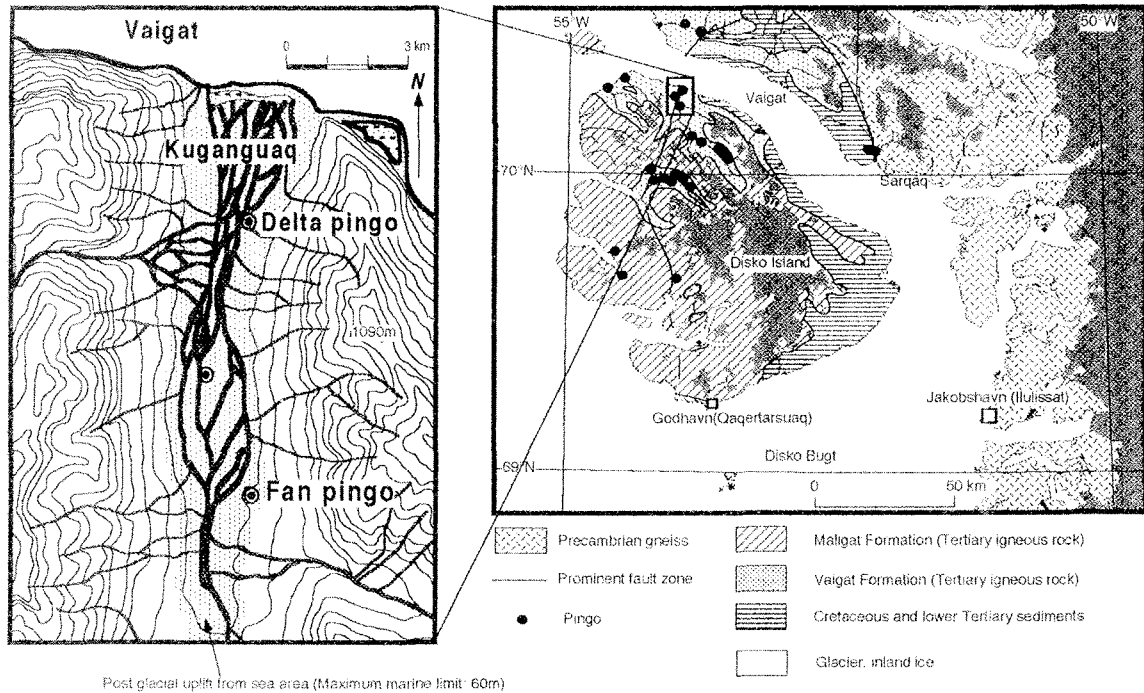 Vaigat
0 3 km
N
Kuganguaq
Delta pingo
1090m
Fan pingo
Post glacial uplift from sea area (Maximum marine limit: 60m)
55 W
50 W
Vaigat
70°N
Sarqaq
Disko Island
Godhavn(Qaqertarsuaq)
Jakobshavn (Ilulissat)
69°N
Disko Bugt
0 50 km
Precambrian gneiss
Prominent fault zone
Pingo
Maligat Formation (Tertiary igneous rock)
Vaigat Formation (Tertiary igneous rock)
Cretaceous and lower Tertiary sediments
Glacier, inland ice